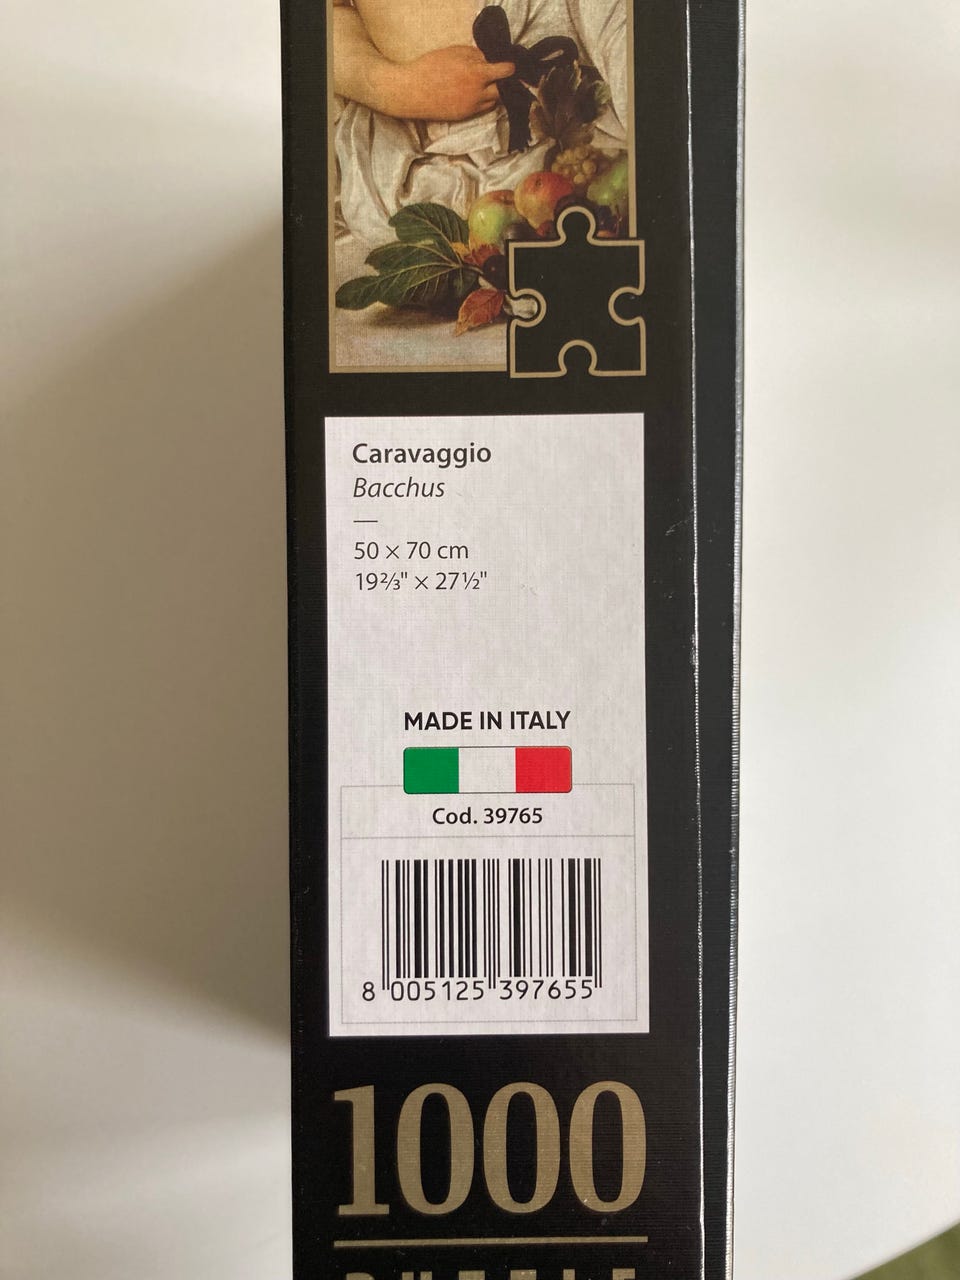 Caravaggio
Bacchus
50 × 70 cm
19⅔" × 27½"
MADE IN ITALY
Cod. 39765
8 005125 397655
1000